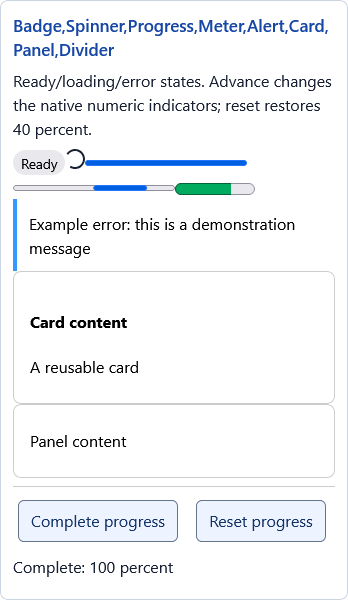 Badge,Spinner,Progress,Meter,Alert,Card,
Panel,Divider
Ready/loading/error states. Advance changes
the native numeric indicators; reset restores
40 percent.
Ready
Example error: this is a demonstration
message
Card content
A reusable card
Panel content
Complete progress
Reset progress
Complete: 100 percent